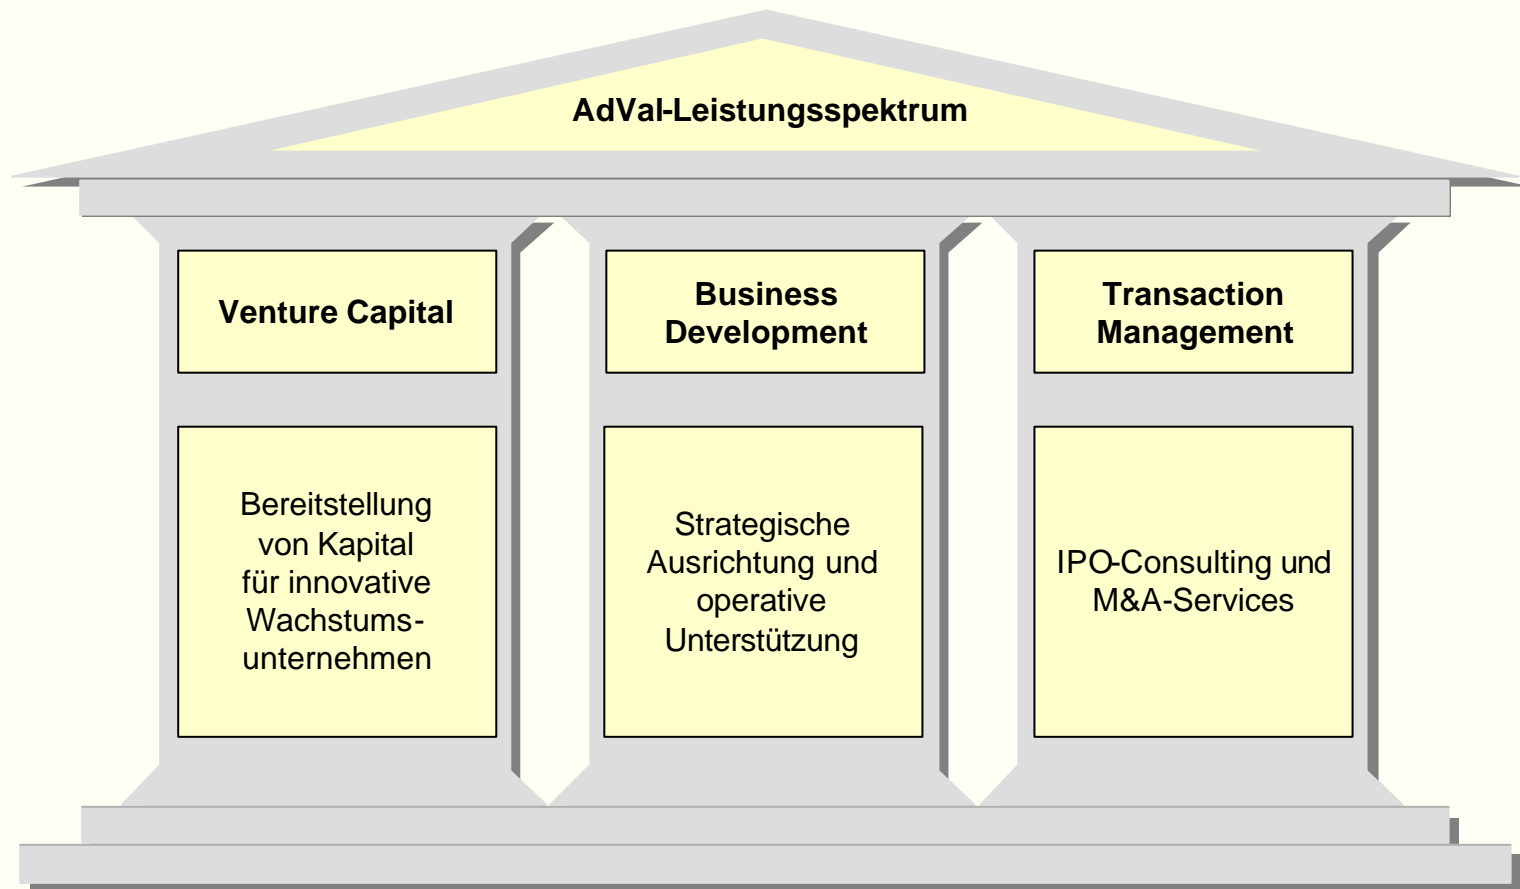 AdVal-Leistungsspektrum
Venture Capital
Business
Development
Transaction
Management
Bereitstellung
von Kapital
für innovative
Wachstums-
unternehmen
Strategische
Ausrichtung und
operative
Unterstützung
IPO-Consulting und
M&A-Services